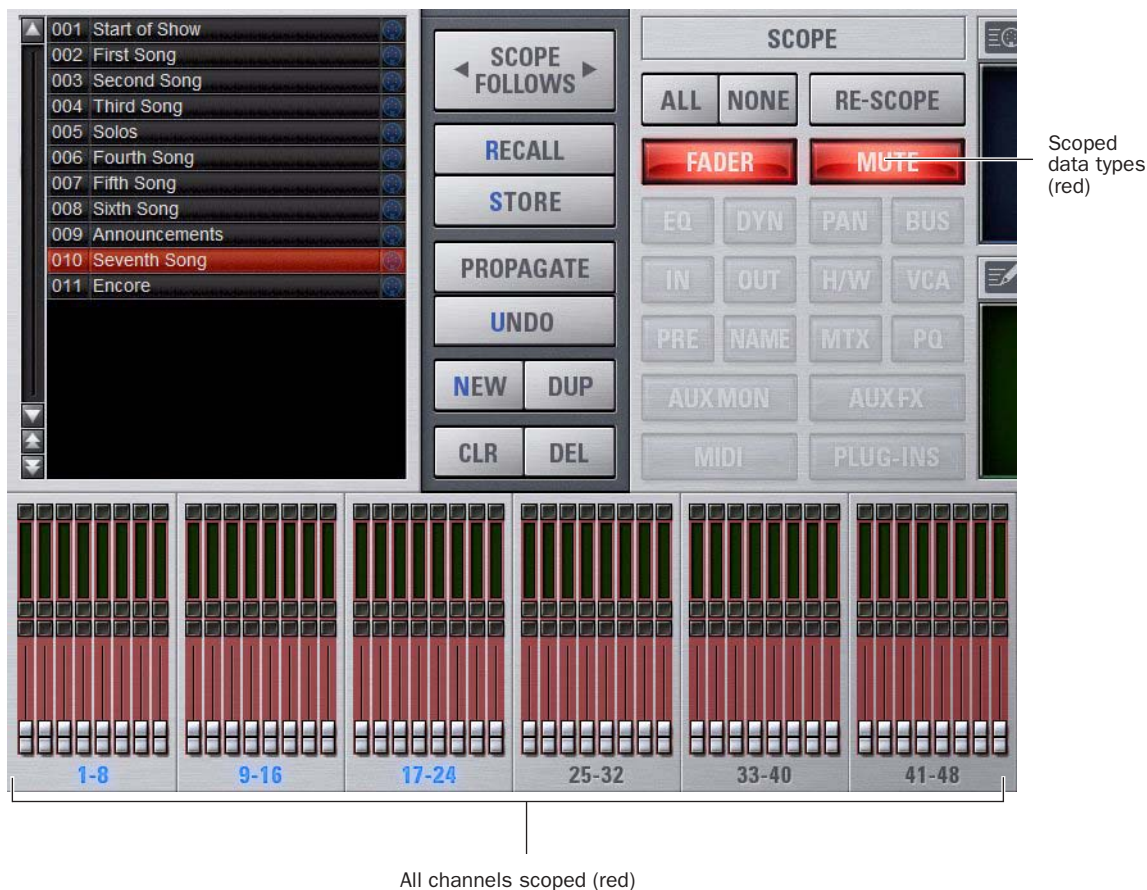 001 Start of Show
002 First Song
003 Second Song
004 Third Song
005 Solos
006 Fourth Song
007 Fifth Song
008 Sixth Song
009 Announcements
010 Seventh Song
011 Encore
SCOPE
FOLLOWS
RECALL
STORE
PROPAGATE
UNDO
NEW DUP
CLR DEL
SCOPE
ALL NONE RE-SCOPE
FADER MUTE
EQ DYN PAN BUS
IN OUT H/W VCA
PRE NAME MTX PQ
AUX MON AUX FX
MIDI PLUG-INS
Scoped
data types
(red)
1-8 9-16 17-24 25-32 33-40 41-48
All channels scoped (red)